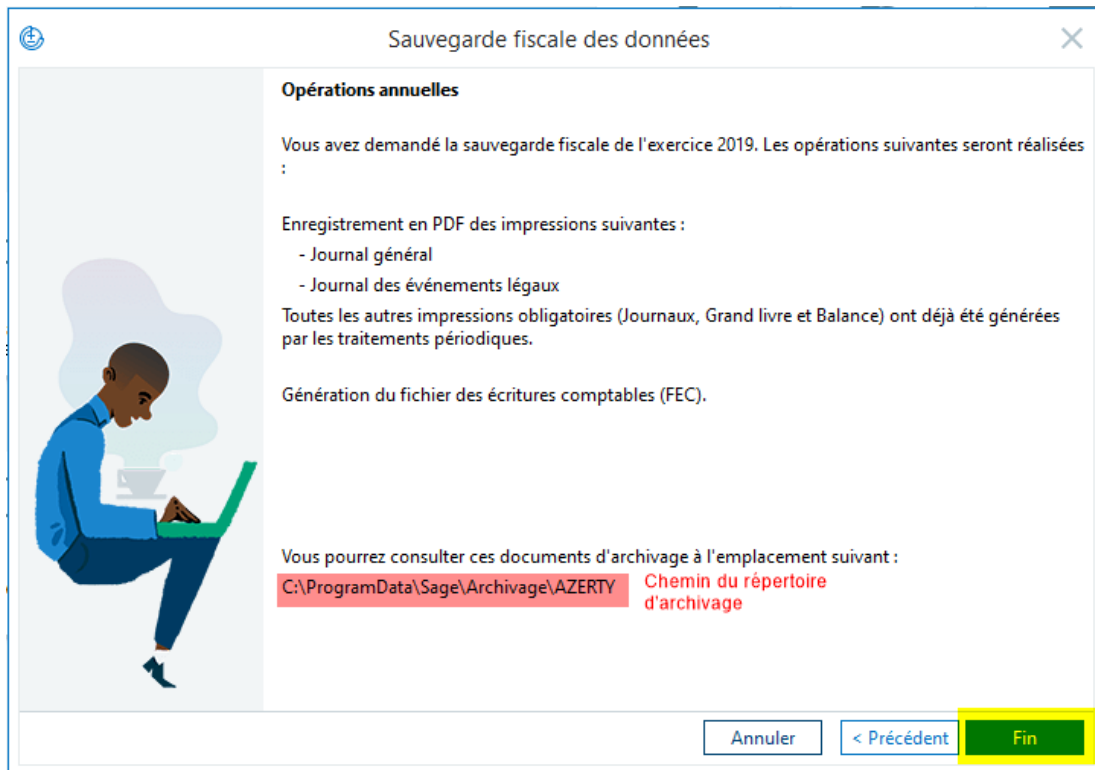 Sauvegarde fiscale des données
Opérations annuelles
Vous avez demandé la sauvegarde fiscale de l'exercice 2019. Les opérations suivantes seront réalisées
:
Enregistrement en PDF des impressions suivantes :
- Journal général
- Journal des événements légaux
Toutes les autres impressions obligatoires (Journaux, Grand livre et Balance) ont déjà été générées
par les traitements périodiques.
Génération du fichier des écritures comptables (FEC).
Vous pourrez consulter ces documents d'archivage à l'emplacement suivant :
C:\ProgramData\Sage\Archivage\AZERTY
Chemin du répertoire
d'archivage
Annuler
< Précédent
Fin